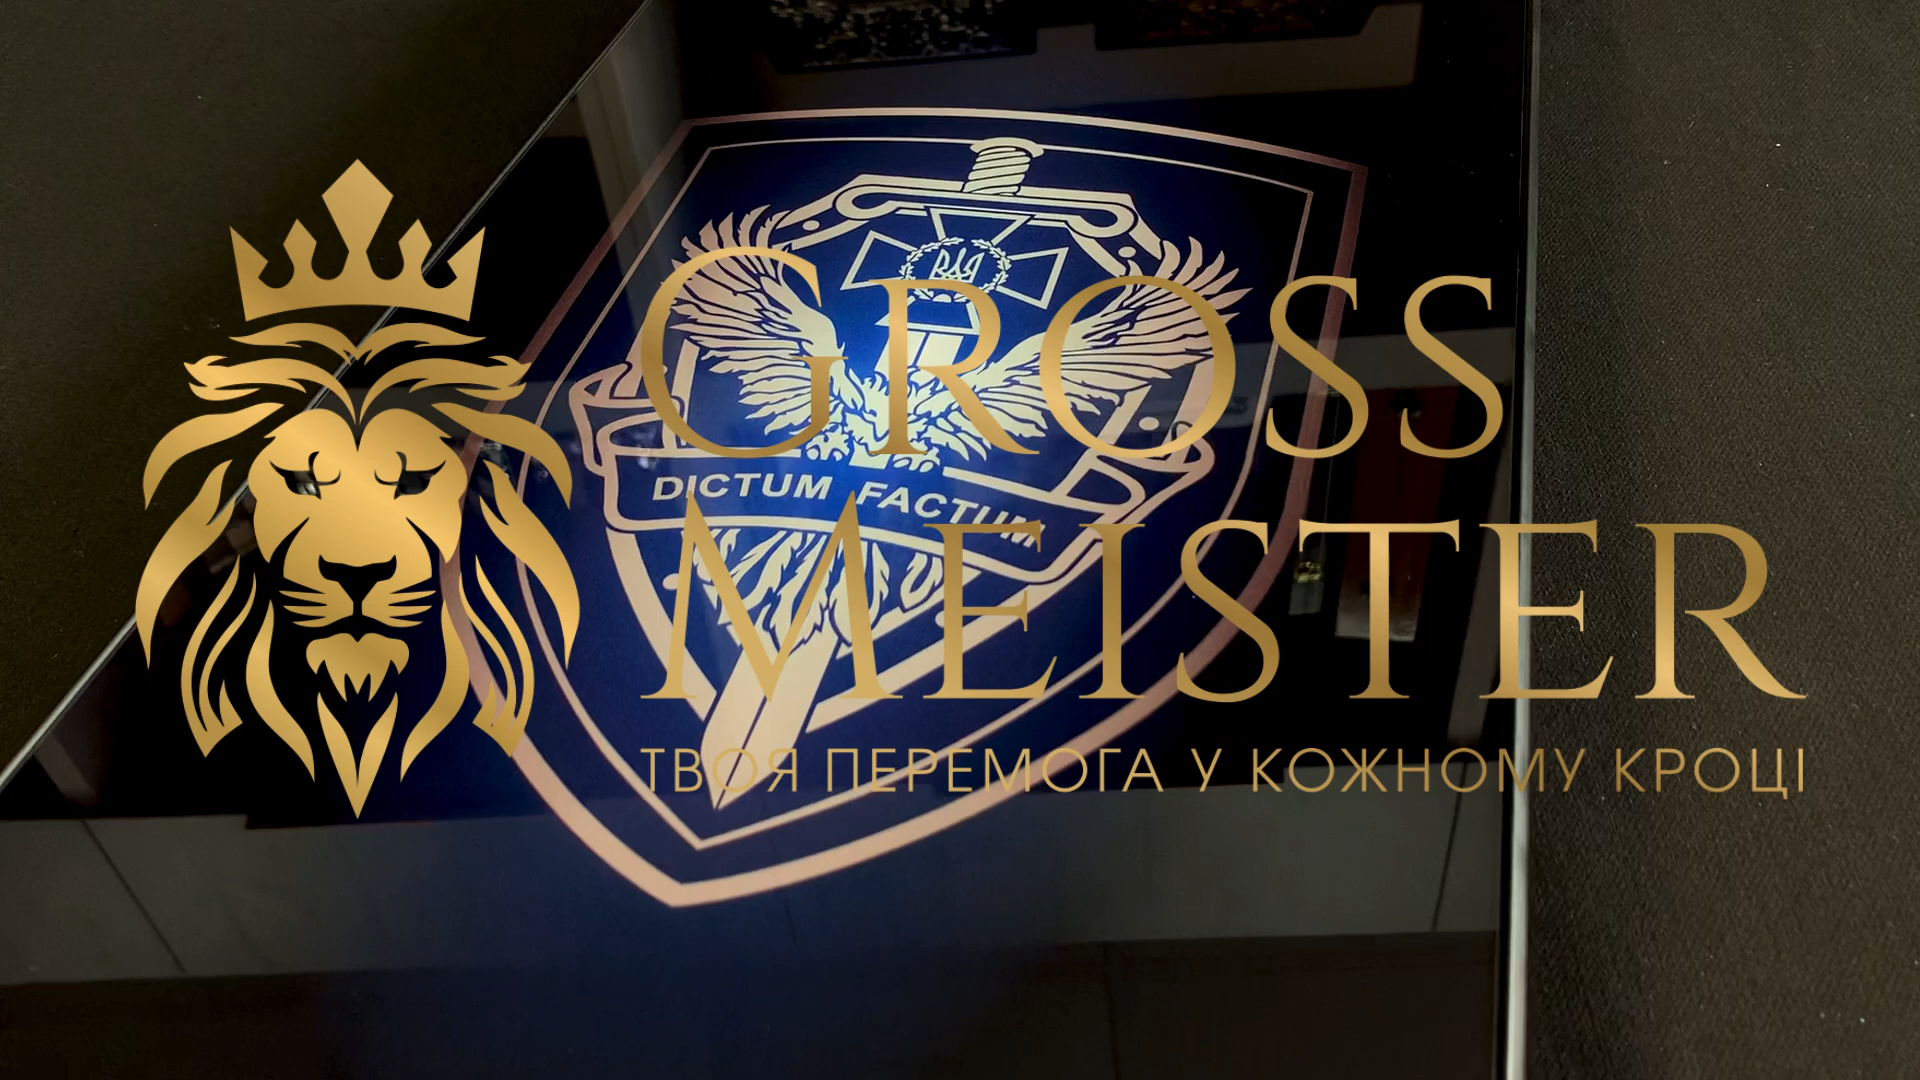 GROSS
MEISTER
ТВОЯ ПЕРЕМОГА У КОЖНОМУ КРОЦІ
DICTUM FACTUM